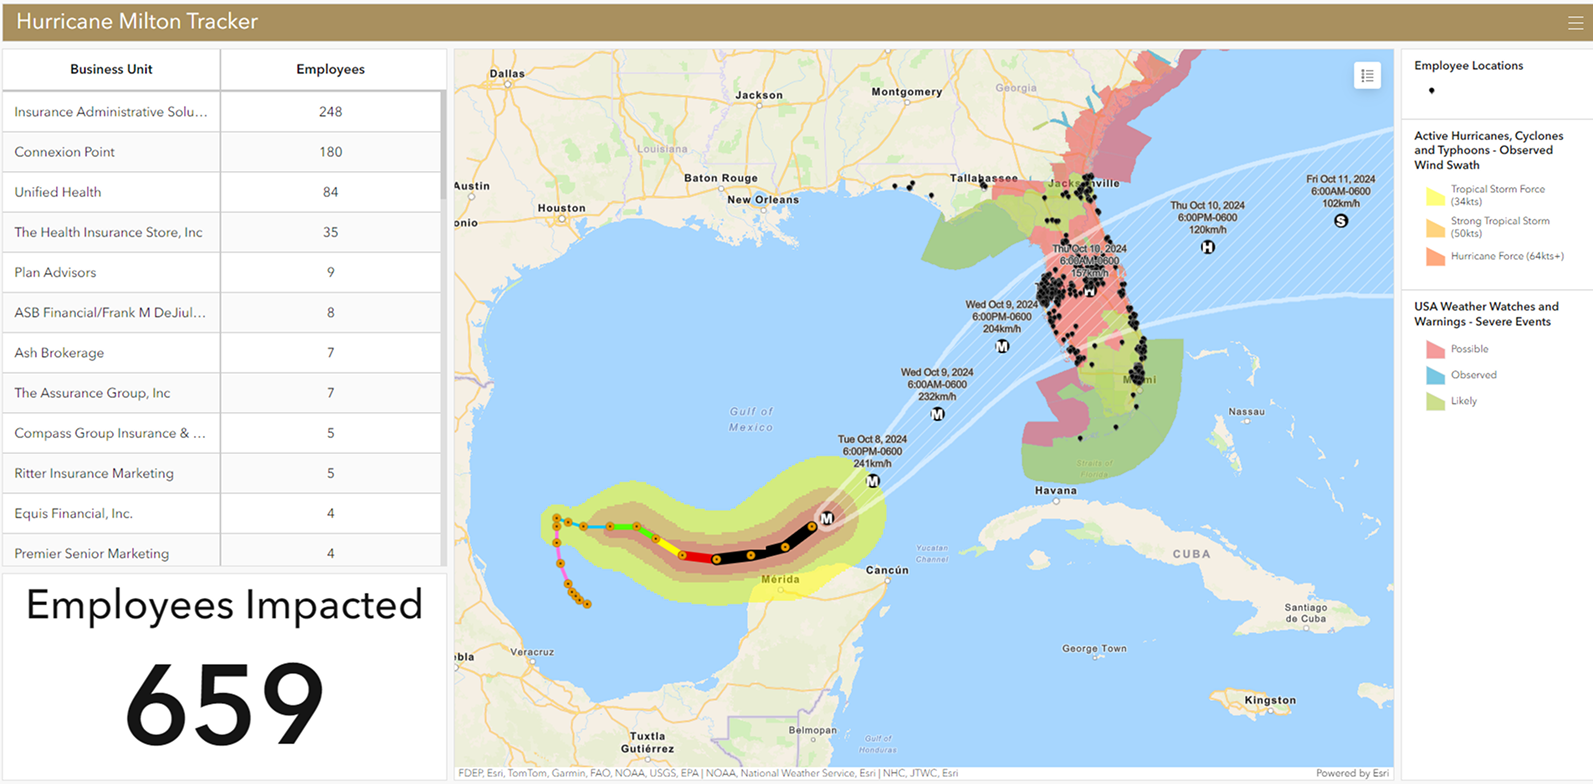 Hurricane Milton Tracker
Business Unit Employees
Insurance Administrative Solu... 248
Connexion Point 180
Unified Health 84
The Health Insurance Store, Inc 35
Plan Advisors 9
ASB Financial/Frank M DeJiul... 8
Ash Brokerage 7
The Assurance Group, Inc 7
Compass Group Insurance & ... 5
Ritter Insurance Marketing 5
Equis Financial, Inc. 4
Premier Senior Marketing 4
Employees Impacted
659
Dallas
Jackson
Montgomery
Georgia
Louisiana
Austin
Baton Rouge
Tallahassee
Jacksonville
New Orleans
Houston
onio
Fri Oct 11, 2024
6:00AM-0600
102km/h
S
Thu Oct 10, 2024
6:00PM-0600
120km/h
H
Thu Oct 10, 2024
6:00AM-0600
157km/h
H
Wed Oct 9, 2024
6:00PM-0600
204km/h
M
Wed Oct 9, 2024
6:00AM-0600
232km/h
M
Tue Oct 8, 2024
6:00PM-0600
241km/h
M
M
Gulf of
Mexico
Miami
Nassau
Straits of
Florida
Havana
Yucatan
Channel
CUBA
Cancún
Mérida
Santiago
de Cuba
George Town
Kingston
bla
Veracruz
Tuxtla
Gutiérrez
Belmopan
Gulf of
Honduras
FDEP, Esri, TomTom, Garmin, FAO, NOAA, USGS, EPA | NOAA, National Weather Service, Esri | NHC, JTWC, Esri
Powered by Esri
Employee Locations
Active Hurricanes, Cyclones
and Typhoons - Observed
Wind Swath
Tropical Storm Force
(34kts)
Strong Tropical Storm
(50kts)
Hurricane Force (64kts+)
USA Weather Watches and
Warnings - Severe Events
Possible
Observed
Likely